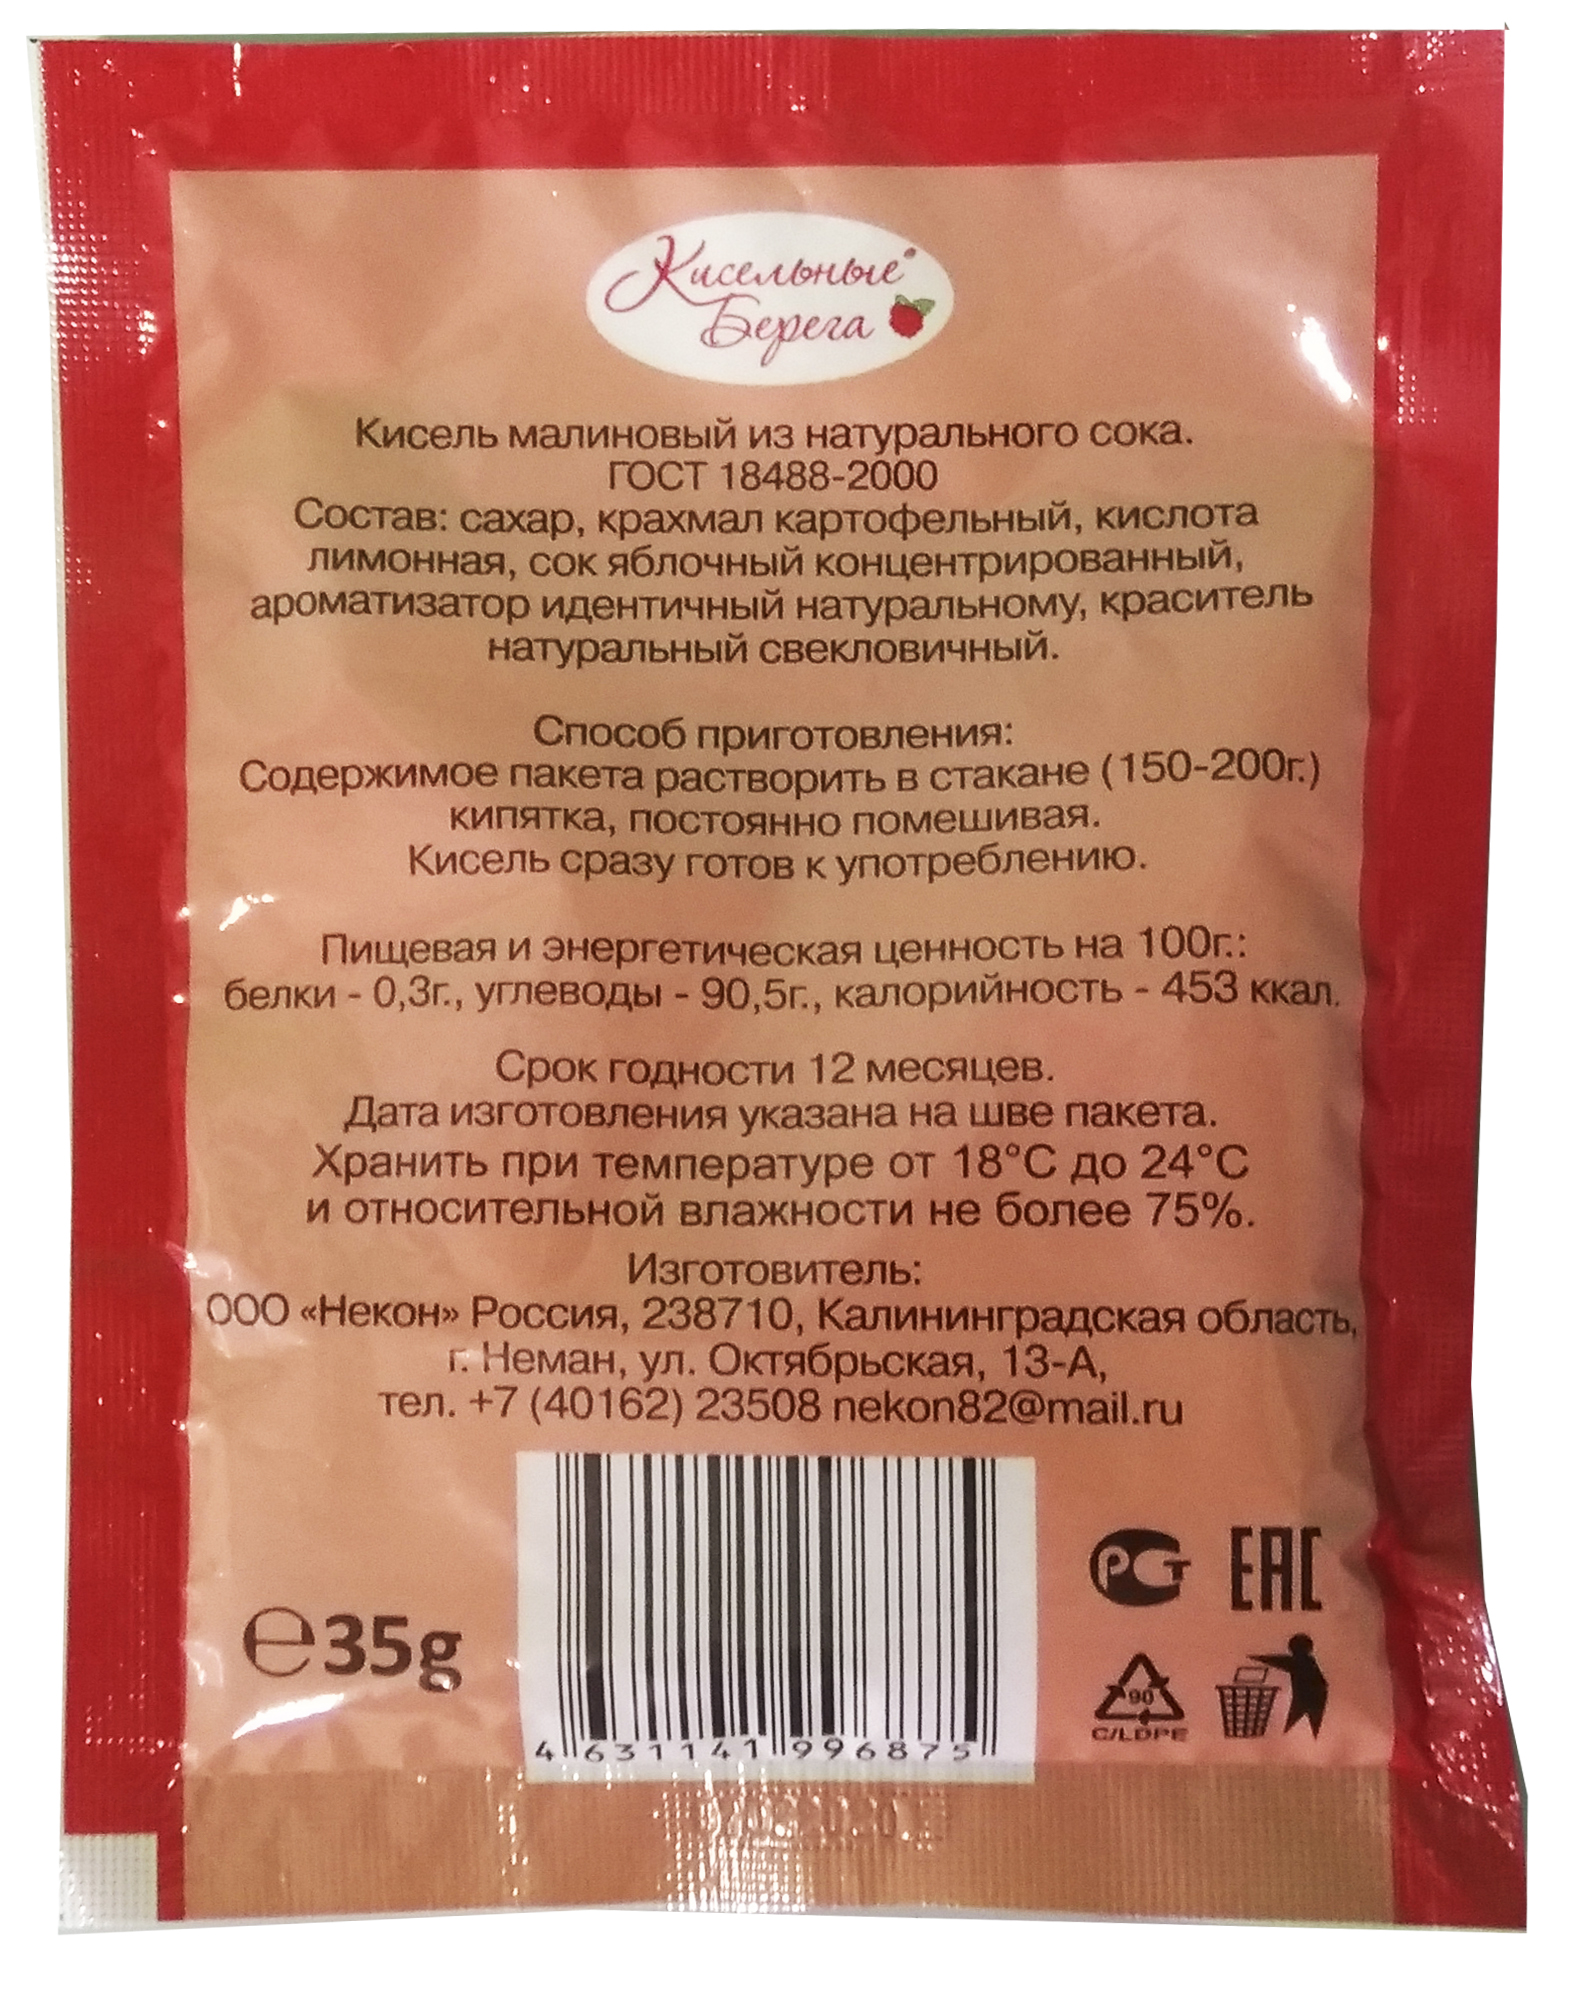 Кисельные
Берега
Кисель малиновый из натурального сока.
ГОСТ 18488-2000
Состав: сахар, крахмал картофельный, кислота
лимонная, сок яблочный концентрированный,
ароматизатор идентичный натуральному, краситель
натуральный свекловичный.
Способ приготовления:
Содержимое пакета растворить в стакане (150-200г.)
кипятка, постоянно помешивая.
Кисель сразу готов к употреблению.
Пищевая и энергетическая ценность на 100г.:
белки - 0,3г., углеводы - 90,5г., калорийность - 453 ккал.
Срок годности 12 месяцев.
Дата изготовления указана на шве пакета.
Хранить при температуре от 18°С до 24°С
и относительной влажности не более 75%.
Изготовитель:
ООО «Некон» Россия, 238710, Калининградская область,
г. Неман, ул. Октябрьская, 13-А,
тел. +7 (40162) 23508 nekon82@mail.ru
РСТ EAC
℮35g
90
C/LDPE
4 631141 996875